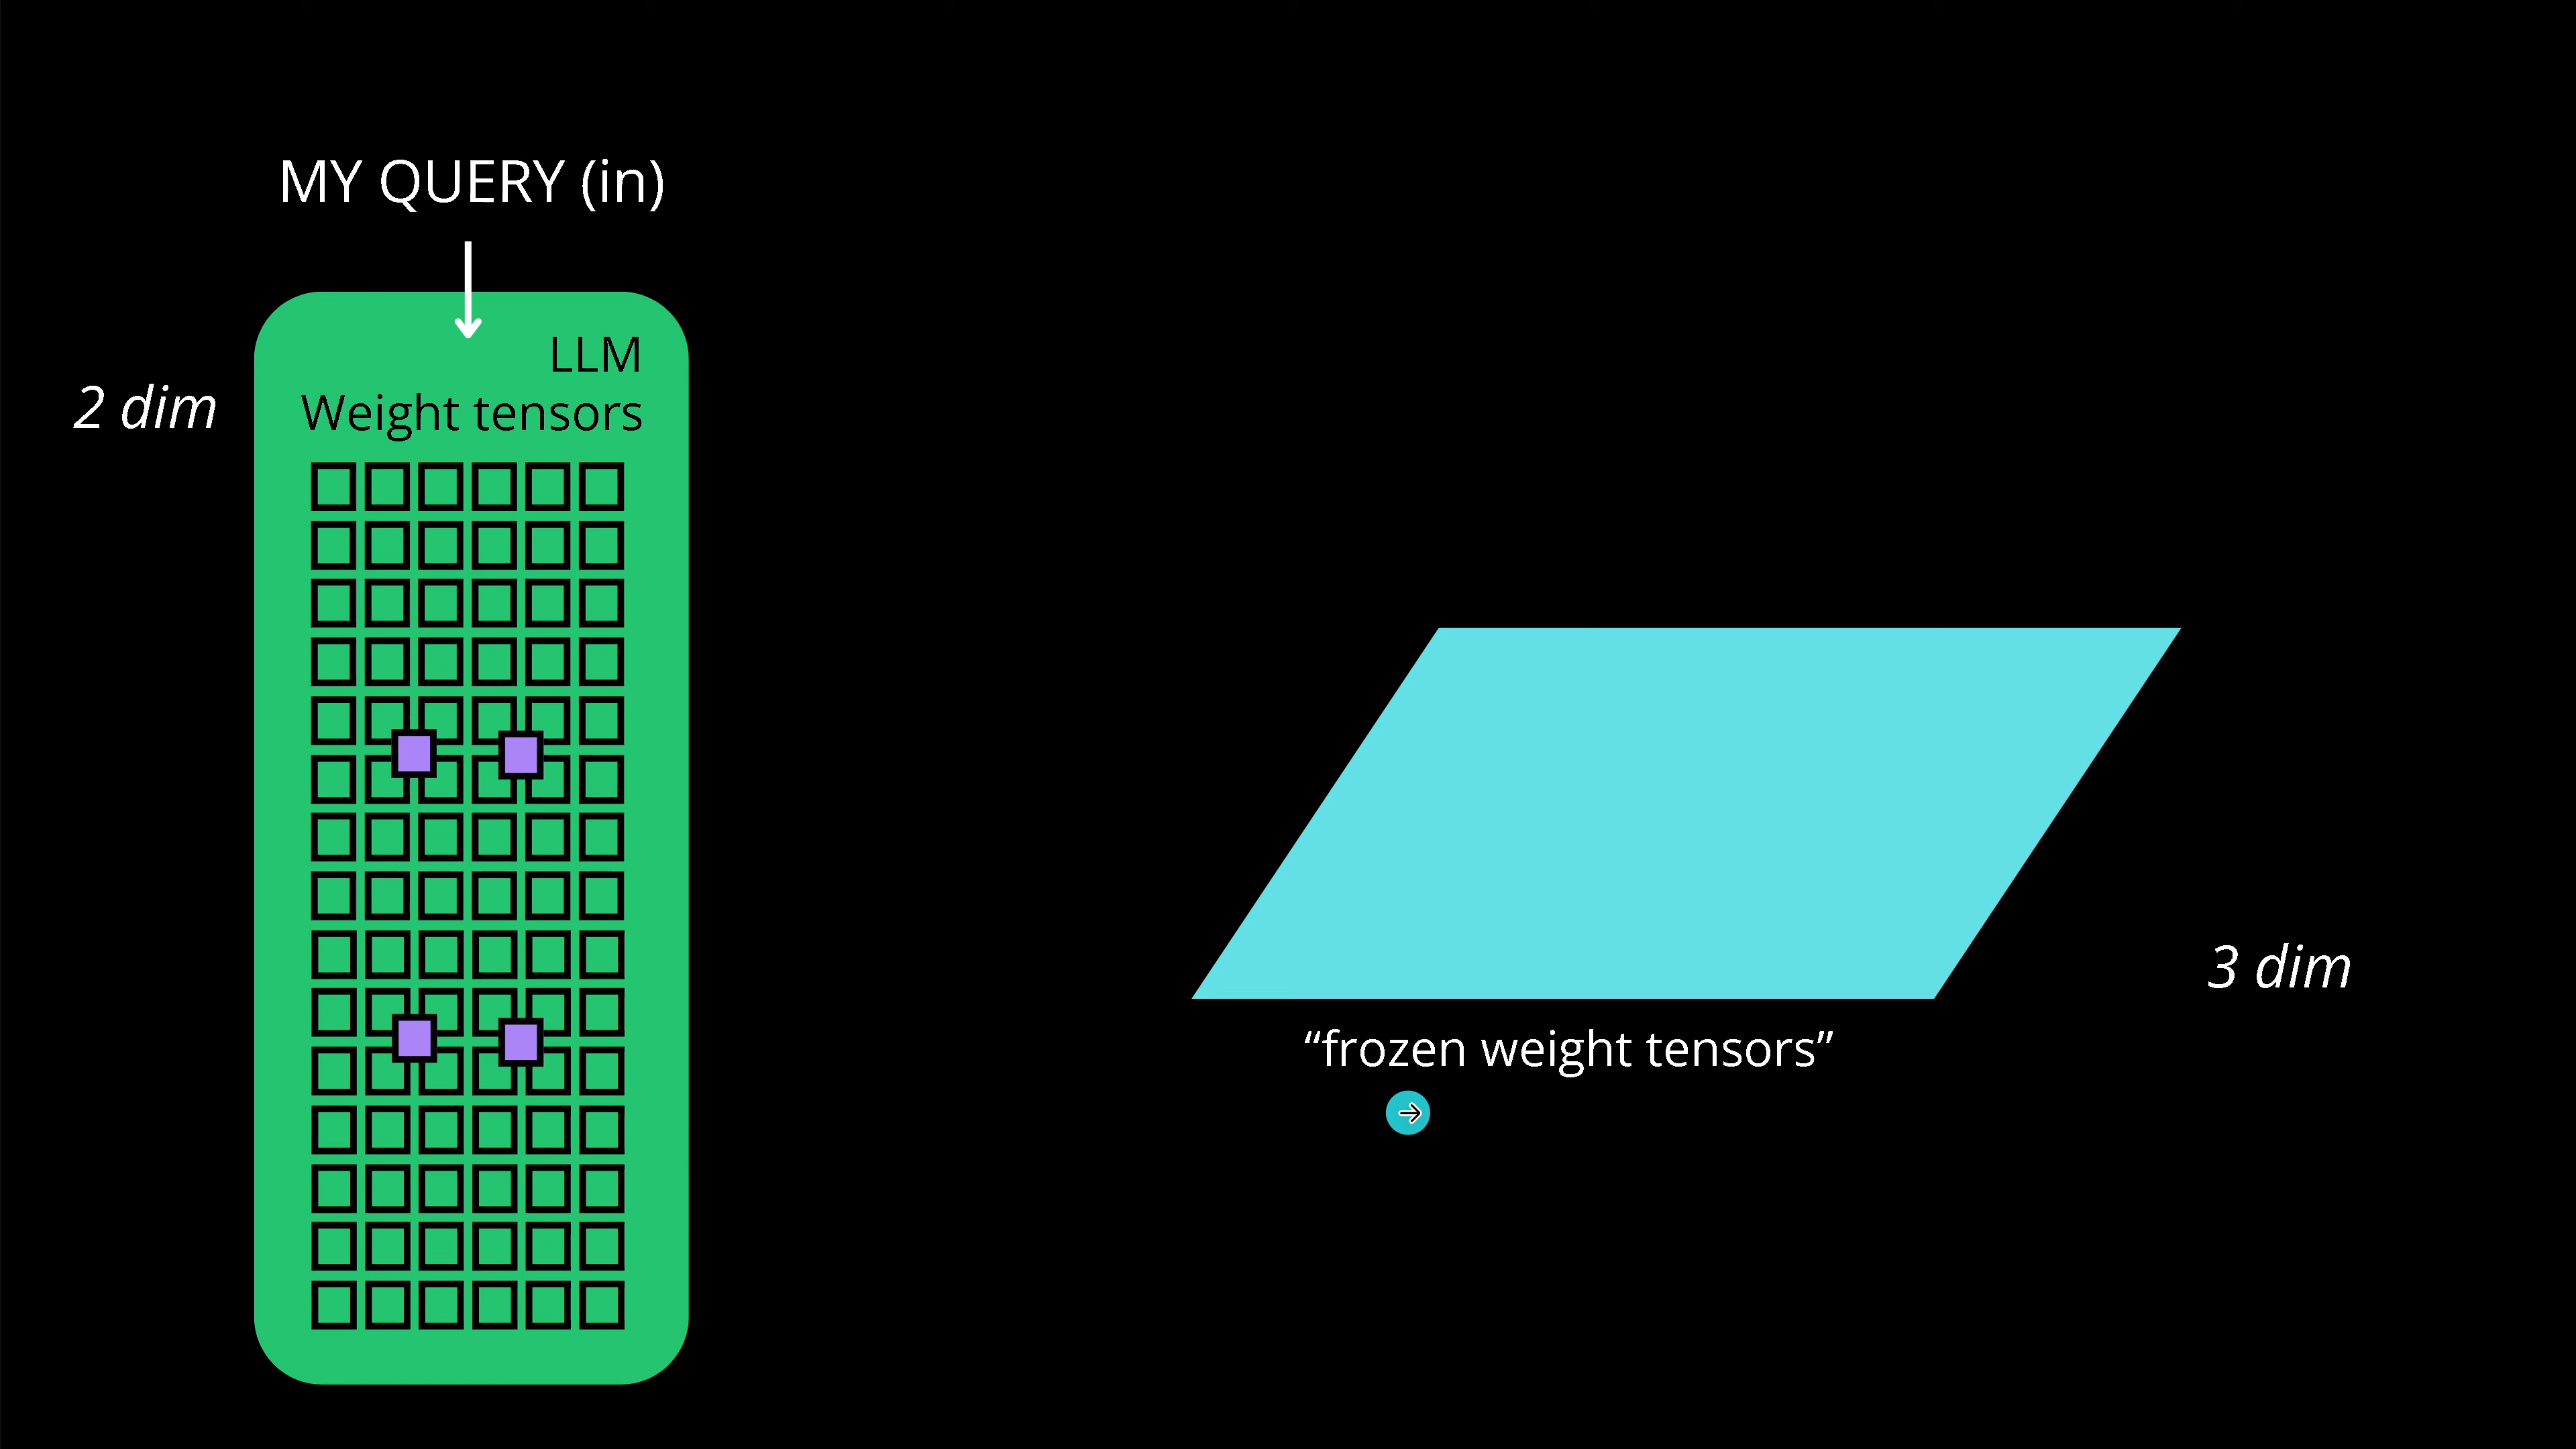 MY QUERY (in)
2 dim
LLM
Weight tensors
3 dim
“frozen weight tensors”